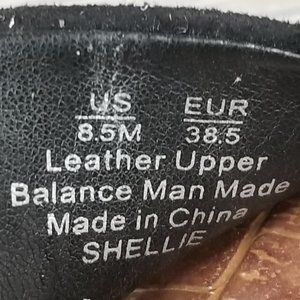 US EUR
8.5M 38.5
Leather Upper
Balance Man Made
Made in China
SHELLIE